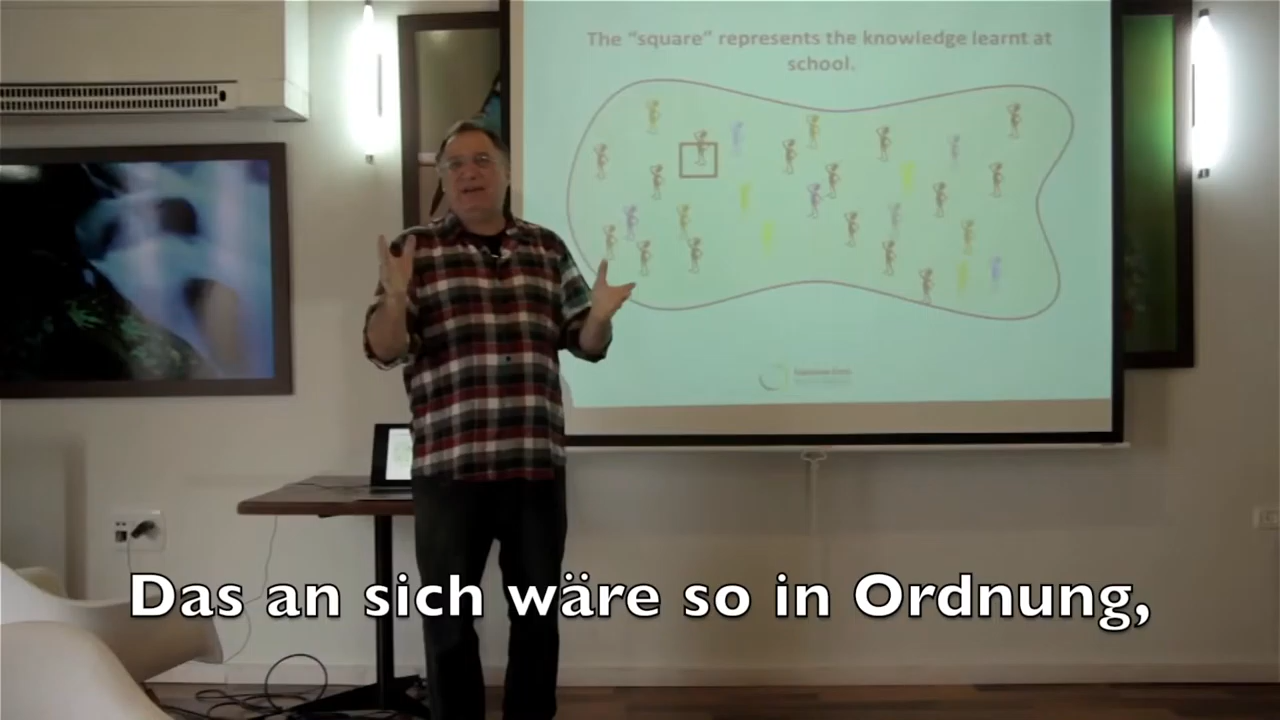 The “square” represents the knowledge learnt at
school.
Das an sich wäre so in Ordnung,